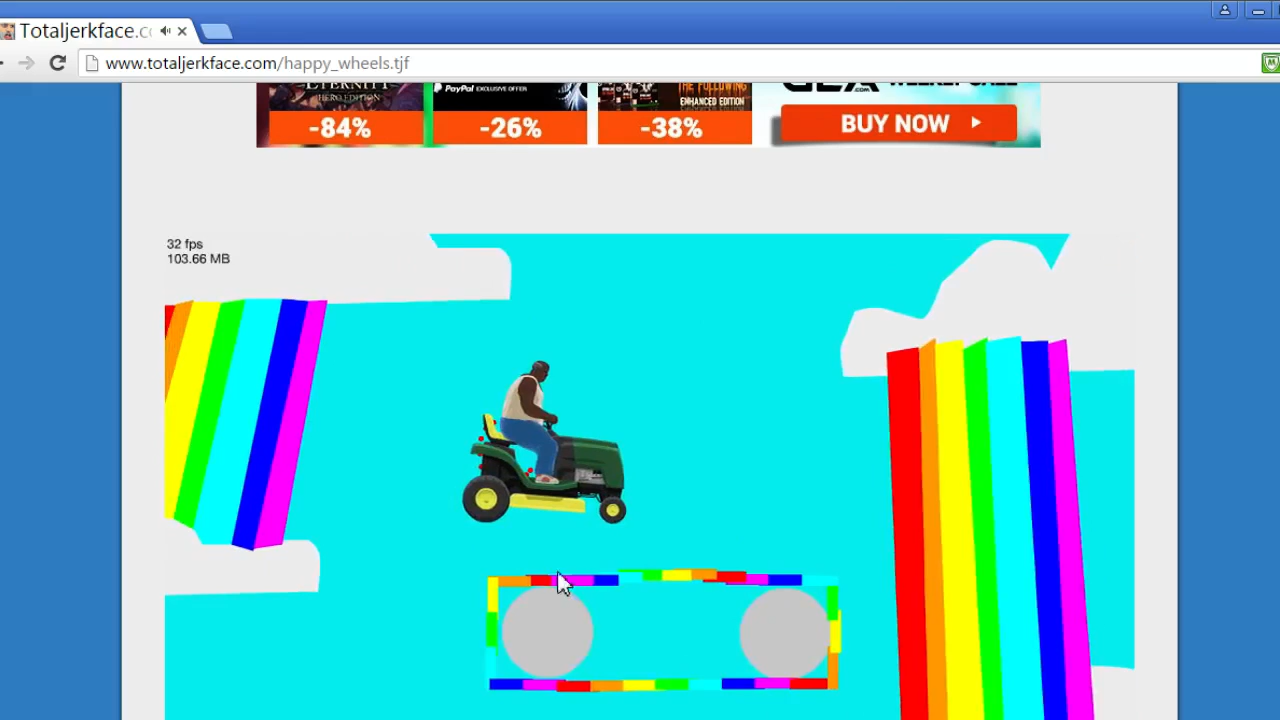 Totaljerkface.c
www.totaljerkface.com/happy_wheels.tjf
ETERNITY
HERO EDITION
PayPal EXCLUSIVE OFFER
THE FOLLOWING
ENHANCED EDITION
.COM
-84%
-26%
-38%
BUY NOW
32 fps
103.66 MB